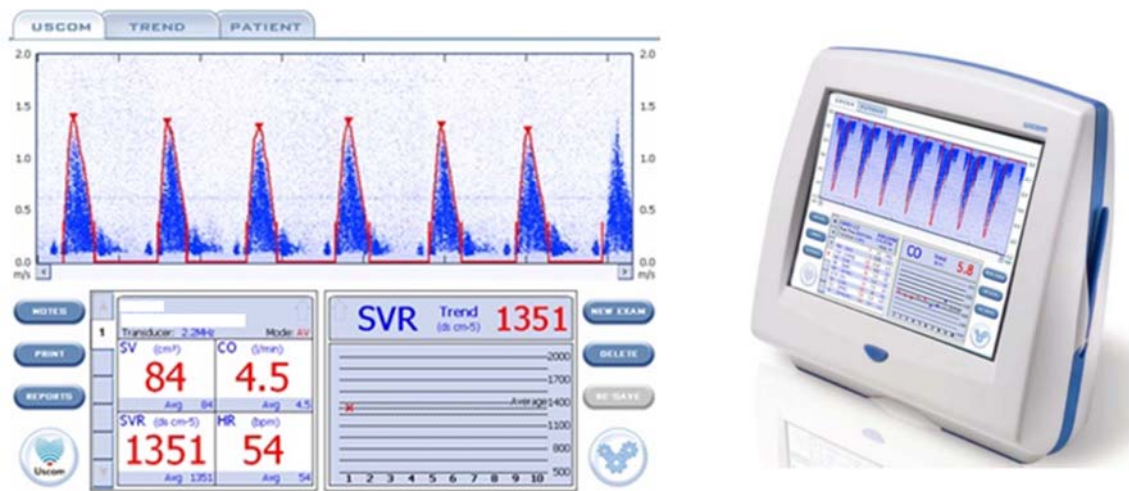 USCOM TREND PATIENT
2.0 2.0
1.5 1.5
1.0 1.0
0.5 0.5
0.0 0.0
m/s < > m/s
NOTES
PRINT
REPORTS
Uscom
1
Transducer: 2.2MHz Mode: AV
SV (cm³) CO (l/min)
84 4.5
Avg 84 Avg 4.5
SVR (ds cm-5) HR (bpm)
1351 54
Avg 1351 Avg 54
SVR Trend (ds cm-5) 1351
2000
1700
Average 1400
1100
800
500
1 2 3 4 5 6 7 8 9 10
NEW EXAM
DELETE
RE-SAVE
CO 5.8